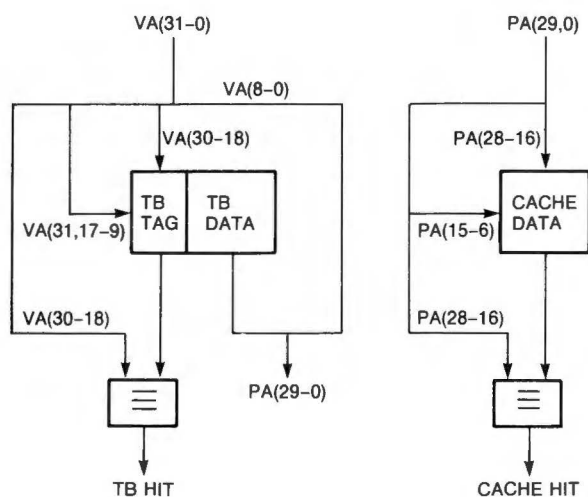 VA(31-0)
PA(29,0)
VA(8-0)
VA(30-18)
PA(28-16)
TB
TAG
TB
DATA
CACHE
DATA
VA(31,17-9)
PA(15-6)
VA(30-18)
PA(28-16)
PA(29-0)
TB HIT
CACHE HIT